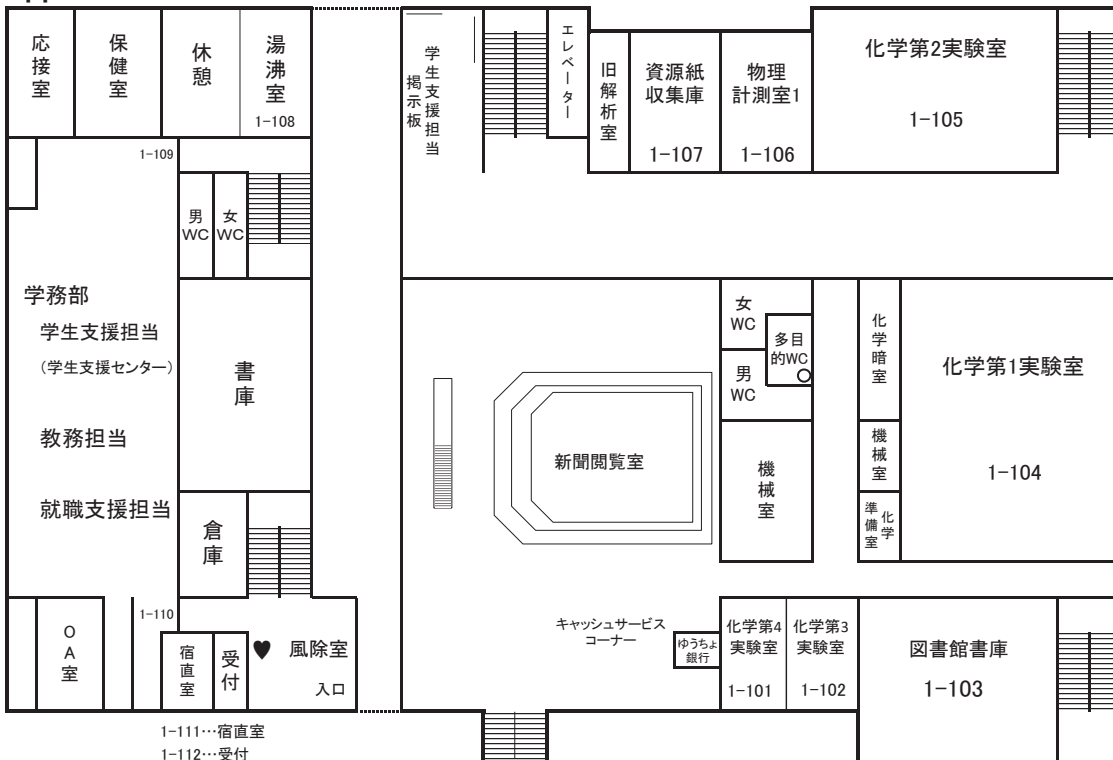 応接室
保健室
休憩
湯沸室
1-108
学生支援担当
掲示板
エレベーター
旧解析室
資源紙
収集庫
1-107
物理
計測室1
1-106
化学第2実験室
1-105
1-109
男
WC
女
WC
学務部
学生支援担当
(学生支援センター)
教務担当
就職支援担当
書庫
倉庫
女
WC
多目
的WC
男
WC
機械室
新聞閲覧室
化学暗室
機械室
化学
準備室
化学第1実験室
1-104
OA室
1-110
宿直室
受付
♥
風除室
入口
キャッシュサービス
コーナー
ゆうちょ
銀行
化学第4
実験室
1-101
化学第3
実験室
1-102
図書館書庫
1-103
1-111…宿直室
1-112…受付